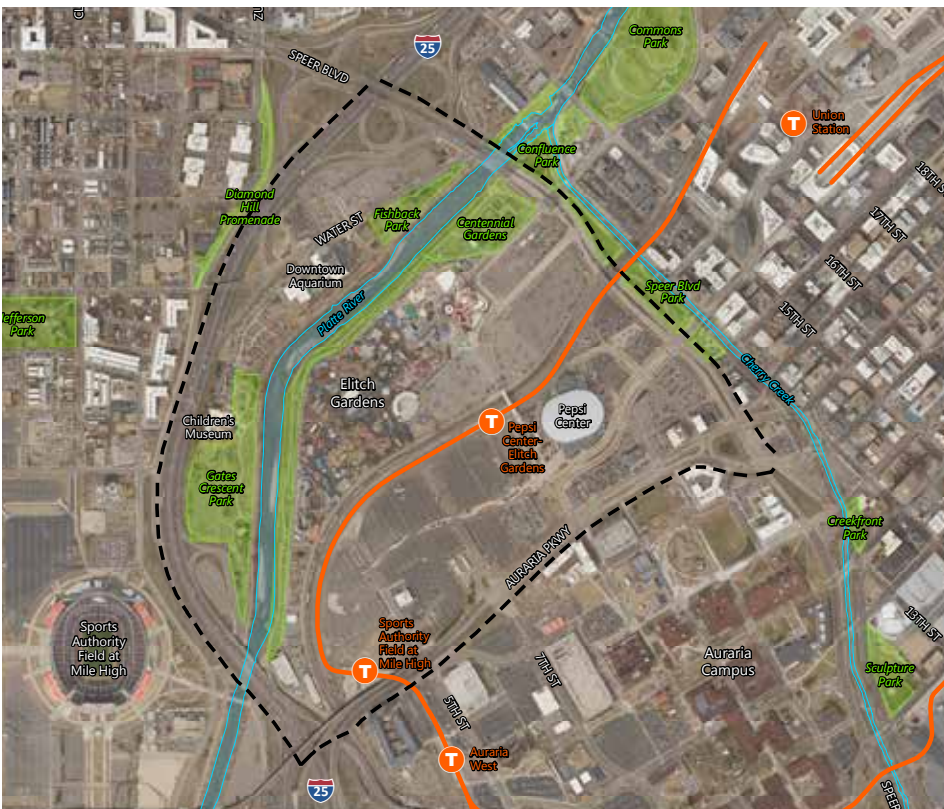 CL
ZU
Commons
Park
25
SPEER BLVD
T
Union
Station
Confluence
Park
18TH ST
Diamond
Hill
Promenade
Fishback
Park
Centennial
Gardens
WATER ST
17TH ST
16TH ST
Downtown
Aquarium
Speer Blvd
Park
Platte River
15TH ST
Jefferson
Park
Cherry Creek
Elitch
Gardens
Pepsi
Center
T
Pepsi
Center-
Elitch
Gardens
Children's
Museum
Gates
Crescent
Park
Creekfront
Park
AURARIA PKWY
Sports
Authority
Field at
Mile High
Sports
Authority
Field at
Mile High
T
13TH ST
Auraria
Campus
7TH ST
Sculpture
Park
5TH ST
T
Auraria
West
25
SPEER